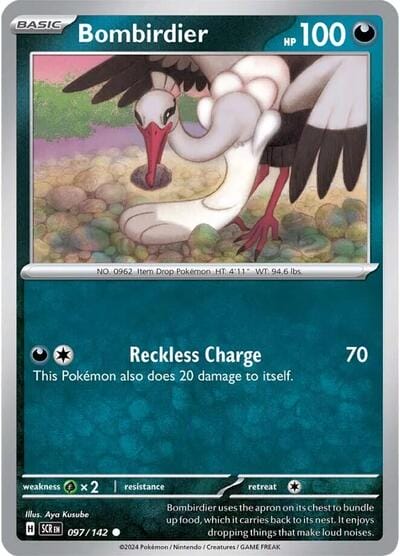 BASIC
Bombirdier
HP 100
NO. 0962 Item Drop Pokémon HT: 4'11" WT: 94.6 lbs.
Reckless Charge 70
This Pokémon also does 20 damage to itself.
weakness ×2 resistance retreat
Illus. Aya Kusube
H SCR EN 097/142
Bombirdier uses the apron on its chest to bundle
up food, which it carries back to its nest. It enjoys
dropping things that make loud noises.
©2024 Pokémon / Nintendo / Creatures / GAME FREAK